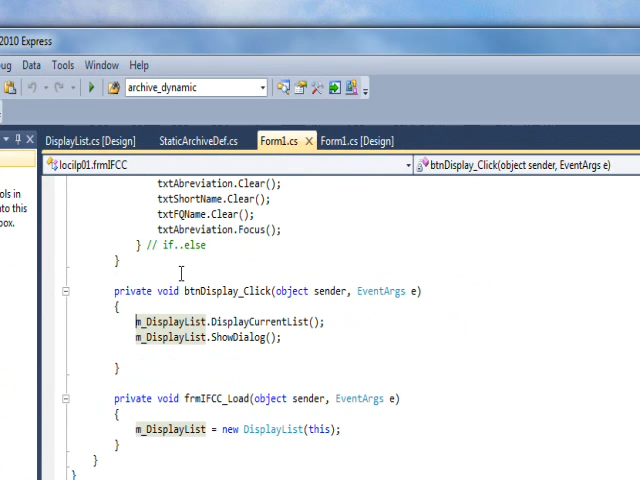 2010 Express
ug Data Tools Window Help
archive_dynamic
DisplayList.cs [Design] StaticArchiveDef.cs Form1.cs Form1.cs [Design]
locilp01.frmIFCC btnDisplay_Click(object sender, EventArgs e)
ols in
nto this
box.
txtAbreviation.Clear();
txtShortName.Clear();
txtFQName.Clear();
txtAbreviation.Focus();
} // if..else
}
private void btnDisplay_Click(object sender, EventArgs e)
{
m_DisplayList.DisplayCurrentList();
m_DisplayList.ShowDialog();
}
private void frmIFCC_Load(object sender, EventArgs e)
{
m_DisplayList = new DisplayList(this);
}
}
}